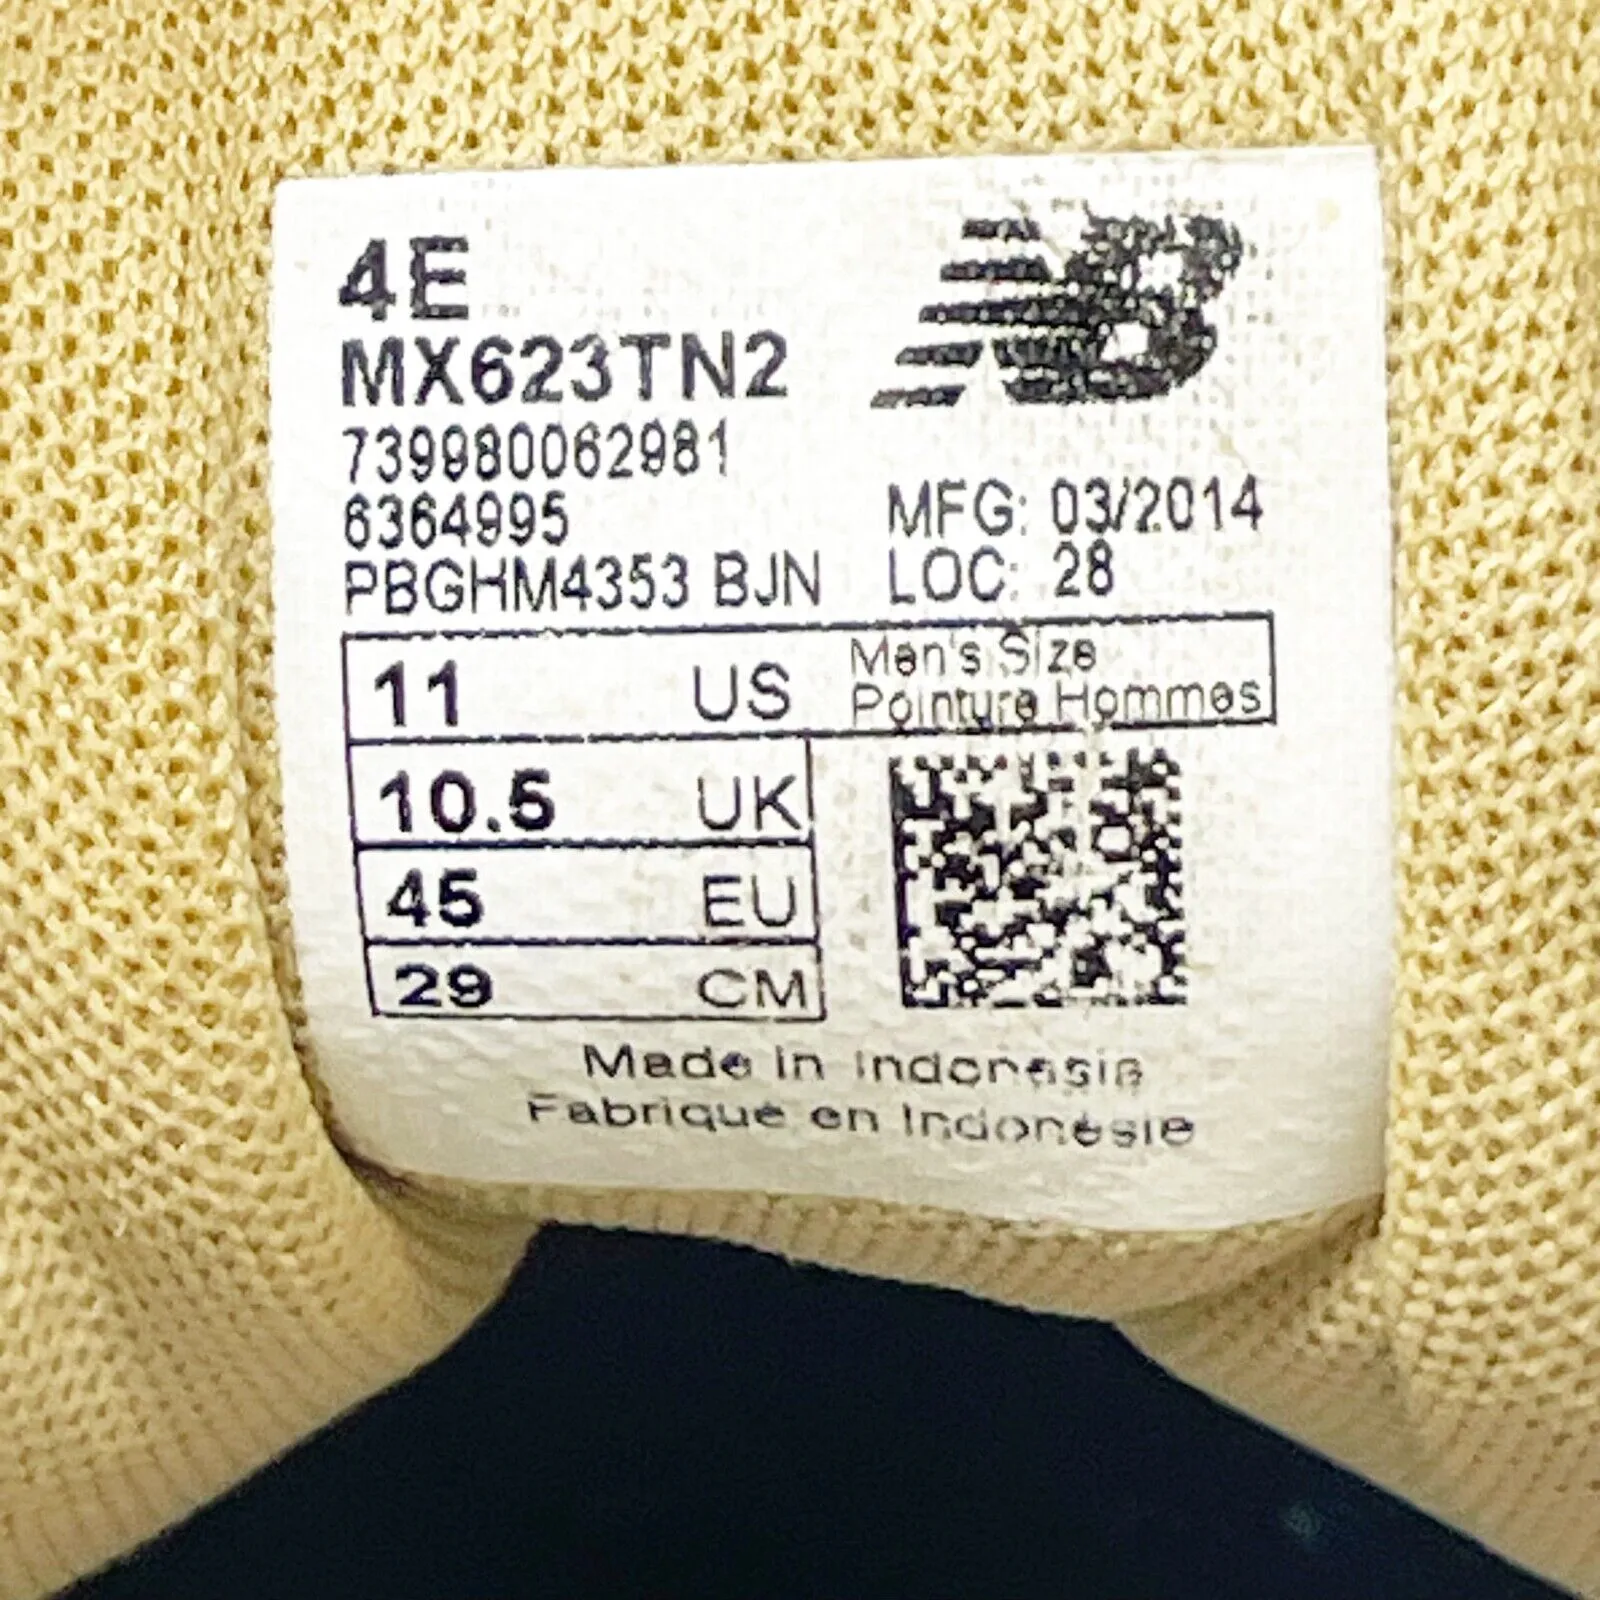 4E
NB
MX623TN2
739980062981
6364995
MFG: 03/2014
PBGHM4353 BJN
LOC: 28
11 US
Men's Size
Pointure Hommes
10.5 UK
45 EU
29 CM
Made in Indonesia
Fabriqué en Indonésie